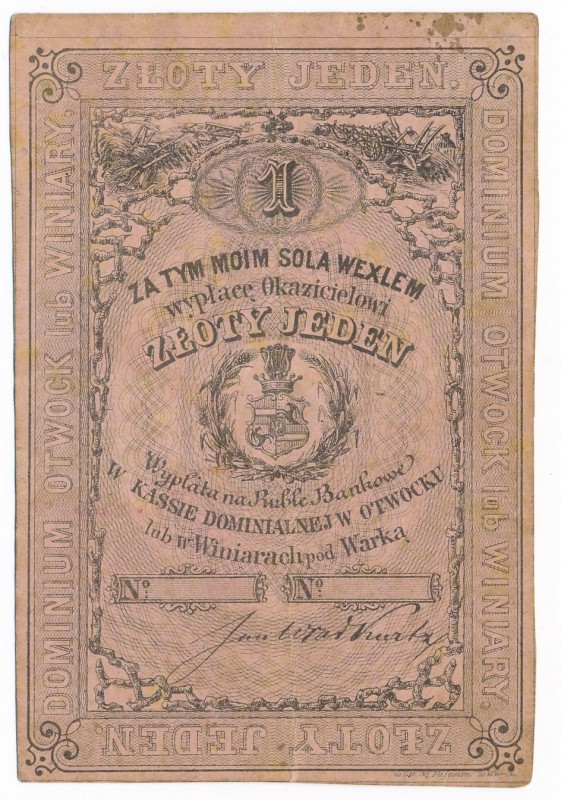 ZŁOTY JEDEN.
DOMINIUM OTWOCK lub WINIARY.
DOMINIUM OTWOCK lub WINIARY.
1
ZA TYM MOIM SOLA WEXLEM
wypłacę Okazicielowi
ZŁOTY JEDEN
Wypłata na Ruble Bankowe
W KASSIE DOMINIALNEJ W OTWOCKU
lub w Winiarach pod Warką
No. No.
Kurtz
ZŁOTY JEDEN.